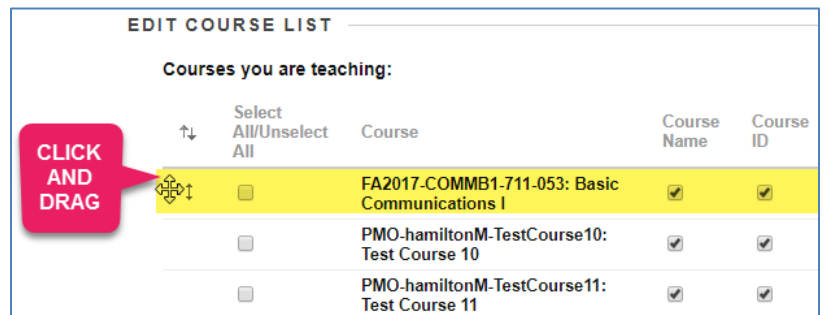 EDIT COURSE LIST
Courses you are teaching:
Select
All/Unselect
All
Course
Course
Name
Course
ID
CLICK
AND
DRAG
FA2017-COMMB1-711-053: Basic
Communications I
PMO-hamiltonM-TestCourse10:
Test Course 10
PMO-hamiltonM-TestCourse11:
Test Course 11